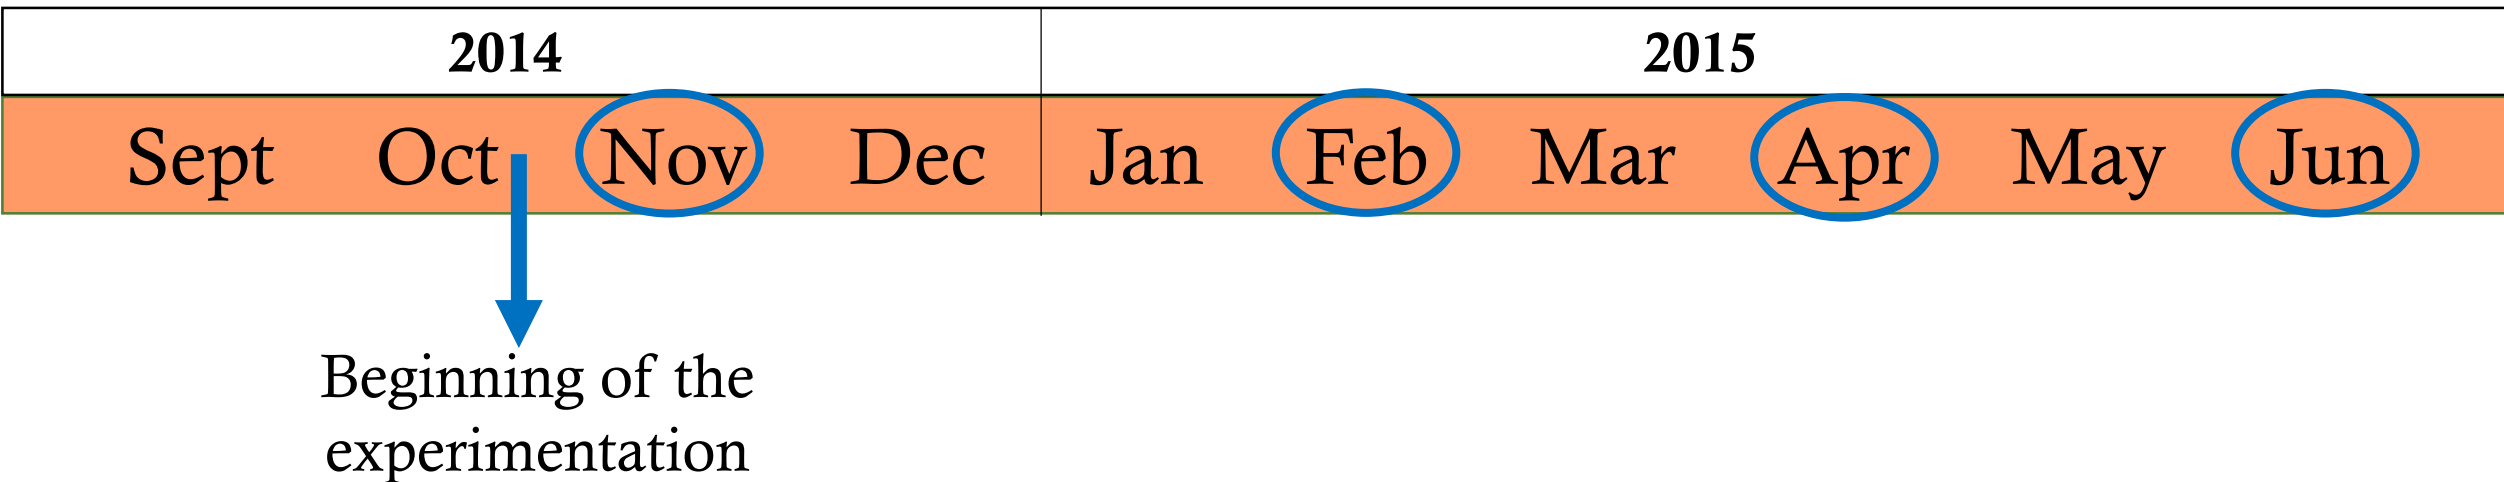 2014 2015
Sept Oct Nov Dec Jan Feb Mar Apr May Jun
Beginning of the
experimentation